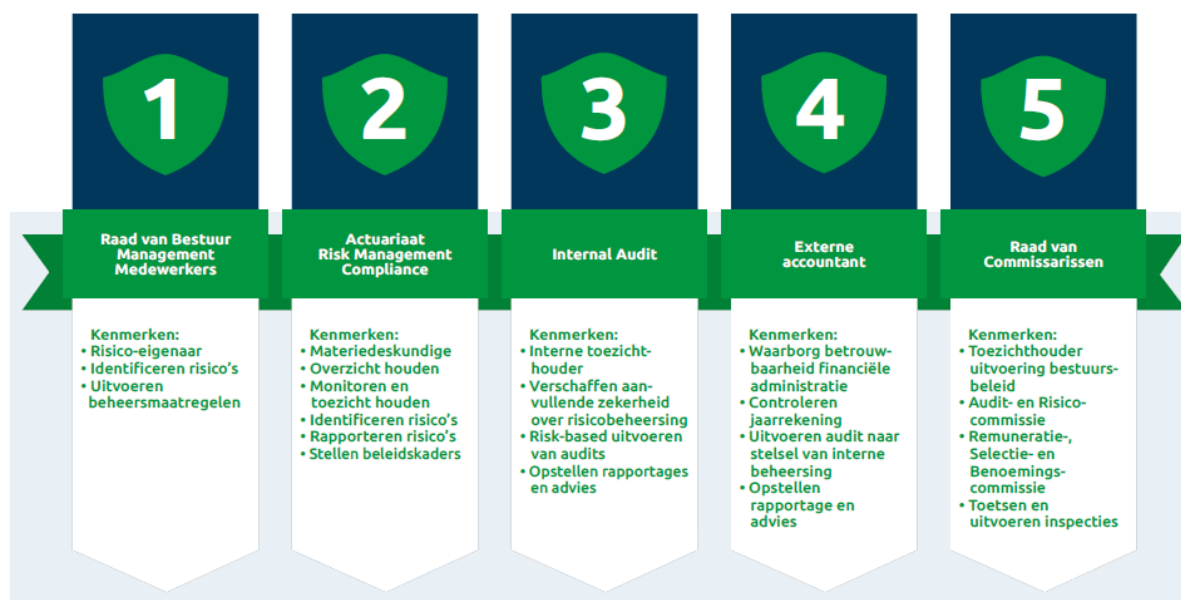 1
2
3
4
5
Raad van Bestuur
Management
Medewerkers
Actuariaat
Risk Management
Compliance
Internal Audit
Externe
accountant
Raad van
Commissarissen
Kenmerken:
• Risico-eigenaar
• Identificeren risico's
• Uitvoeren
beheersmaatregelen
Kenmerken:
• Materiedeskundige
• Overzicht houden
• Monitoren en
toezicht houden
• Identificeren risico's
• Rapporteren risico's
• Stellen beleidskaders
Kenmerken:
• Interne toezicht-
houder
• Verschaffen aan-
vullende zekerheid
over risicobeheersing
• Risk-based uitvoeren
van audits
• Opstellen rapportages
en advies
Kenmerken:
• Waarborg betrouw-
baarheid financiële
administratie
• Controleren
jaarrekening
• Uitvoeren audit naar
stelsel van interne
beheersing
• Opstellen
rapportage en
advies
Kenmerken:
• Toezichthouder
uitvoering bestuurs-
beleid
• Audit- en Risico-
commissie
• Remuneratie-,
Selectie- en
Benoemings-
commissie
• Toetsen en
uitvoeren inspecties